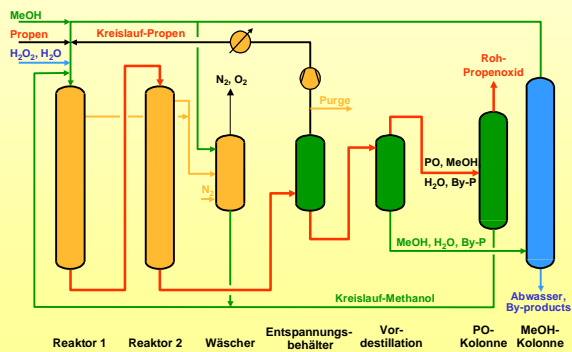 MeOH
Propen
Kreislauf-Propen
H₂O₂, H₂O
N₂, O₂
Purge
Roh-
Propenoxid
PO, MeOH
H₂O, By-P
N₂
MeOH, H₂O, By-P
Kreislauf-Methanol
Abwasser,
By-products
Reaktor 1
Reaktor 2
Wäscher
Entspannungs-
behälter
Vor-
destillation
PO-
Kolonne
MeOH-
Kolonne